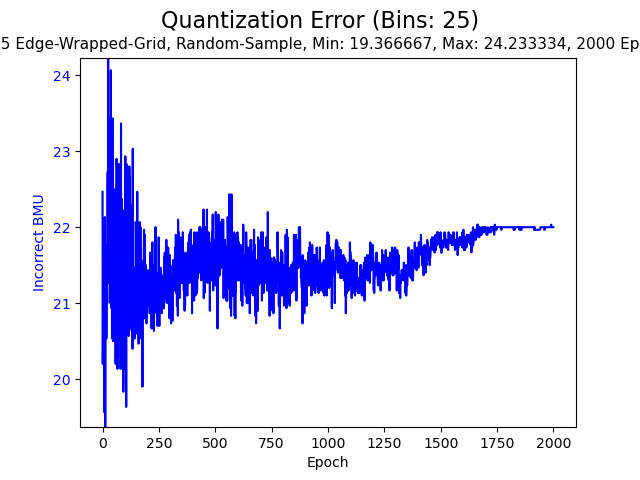 Quantization Error (Bins: 25)
5 Edge-Wrapped-Grid, Random-Sample, Min: 19.366667, Max: 24.233334, 2000 Ep
24
23
22
21
20
Incorrect BMU
0 250 500 750 1000 1250 1500 1750 2000
Epoch